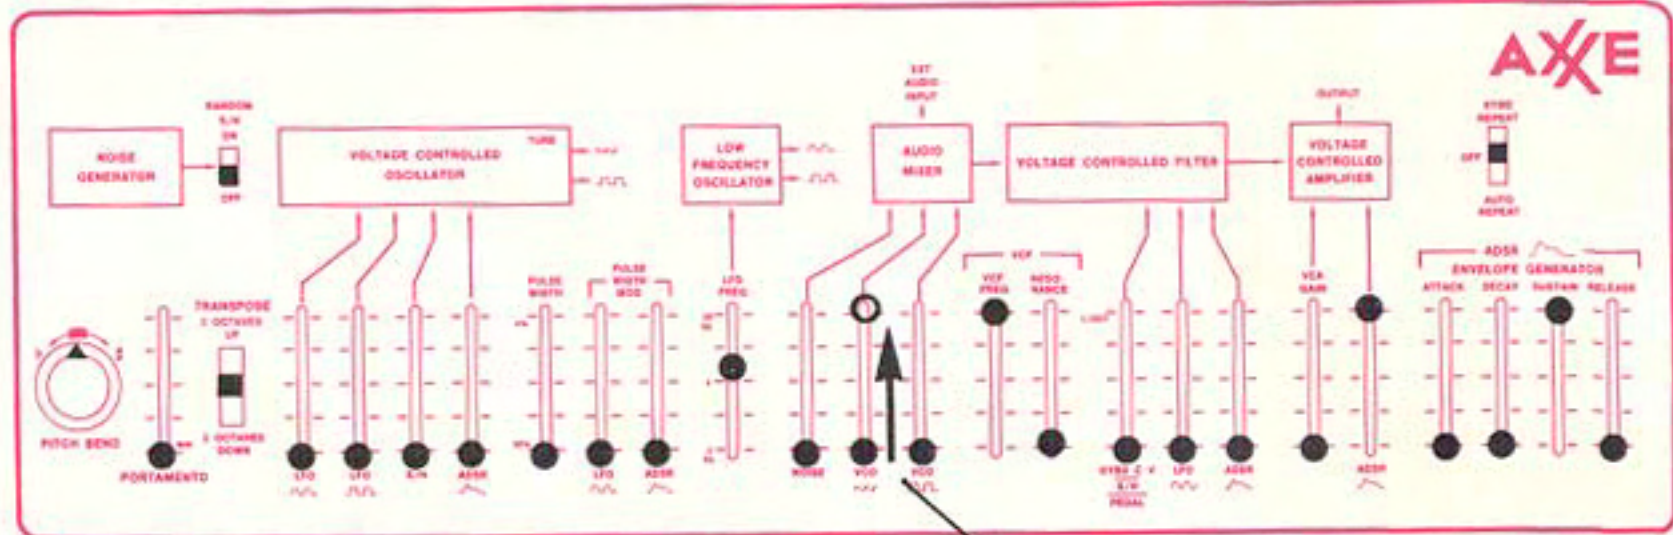 AXXE
EXT
AUDIO
INPUT
OUTPUT
KYBD
REPEAT
OFF
AUTO
REPEAT
RANDOM
S/H
ON
OFF
NOISE
GENERATOR
VOLTAGE CONTROLLED
OSCILLATOR
TUNE
LOW
FREQUENCY
OSCILLATOR
AUDIO
MIXER
VOLTAGE CONTROLLED FILTER
VOLTAGE
CONTROLLED
AMPLIFIER
ADSR
ENVELOPE GENERATOR
ATTACK DECAY SUSTAIN RELEASE
TRANSPOSE
2 OCTAVES
UP
2 OCTAVES
DOWN
PITCH BEND
PORTAMENTO
PULSE
WIDTH
PULSE
WIDTH
MOD
LFO
FREQ
VCF
VCF
FREQ
RESO-
NANCE
VCA
GAIN
LFO
LFO
S/H
ADSR
LFO
ADSR
NOISE
VCO
VCO
KYBD C V
S/H
PEDAL
LFO
ADSR
ADSR